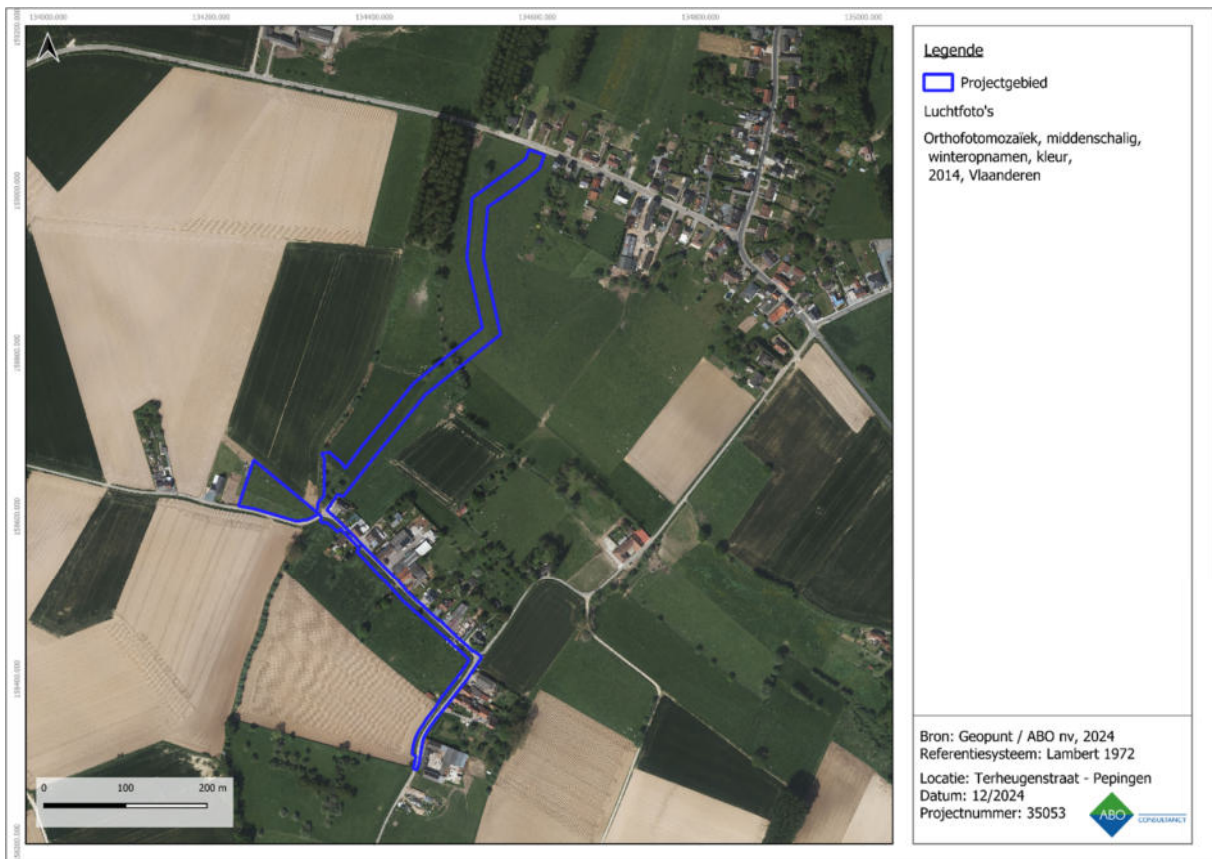 134000.000 134200.000 134400.000 134600.000 134800.000 135000.000
Legende
Projectgebied
Luchtfoto's
Orthofotomozaïek, middenschalig,
winteropnamen, kleur,
2014, Vlaanderen
0 100 200 m
Bron: Geopunt / ABO nv, 2024
Referentiesysteem: Lambert 1972
Locatie: Terheugenstraat - Pepingen
Datum: 12/2024
Projectnummer: 35053
ABO
CONSULTANCY